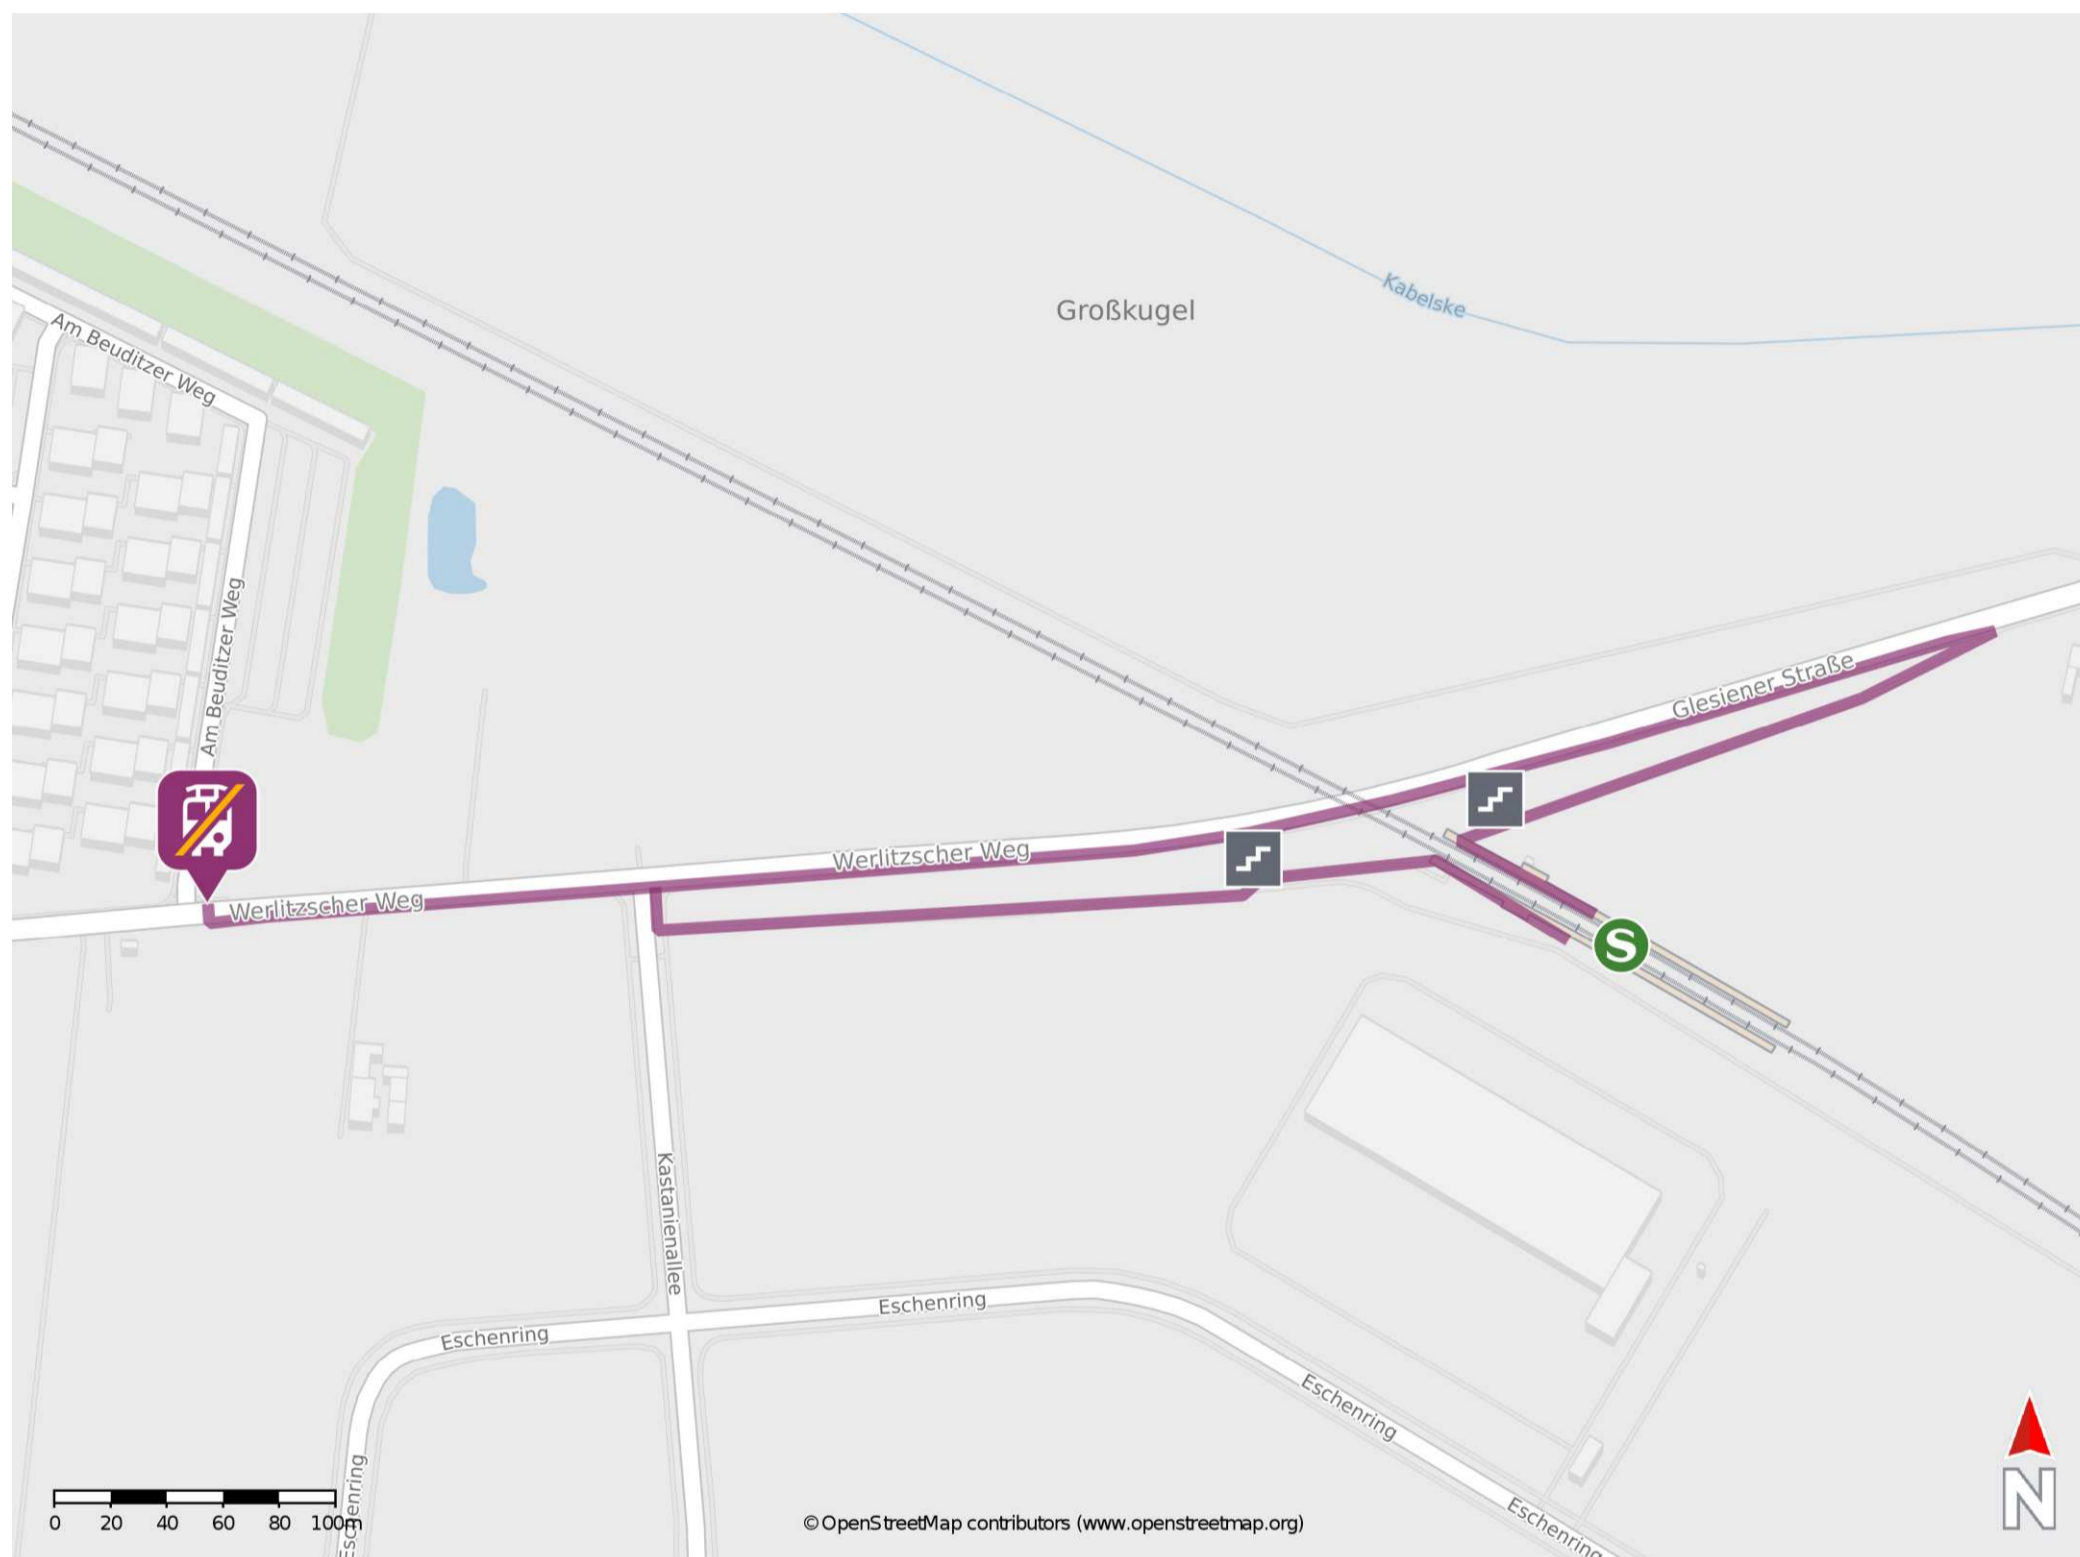 Kabelske
Großkugel
Am Beuditzer Weg
Am Beuditzer Weg
Glesiener Straße
Werlitzscher Weg
Werlitzscher Weg
S
Kastanienallee
Eschenring
Eschenring
Eschenring
Eschenring
Eschenring
N
0 20 40 60 80 100m
© OpenStreetMap contributors (www.openstreetmap.org)